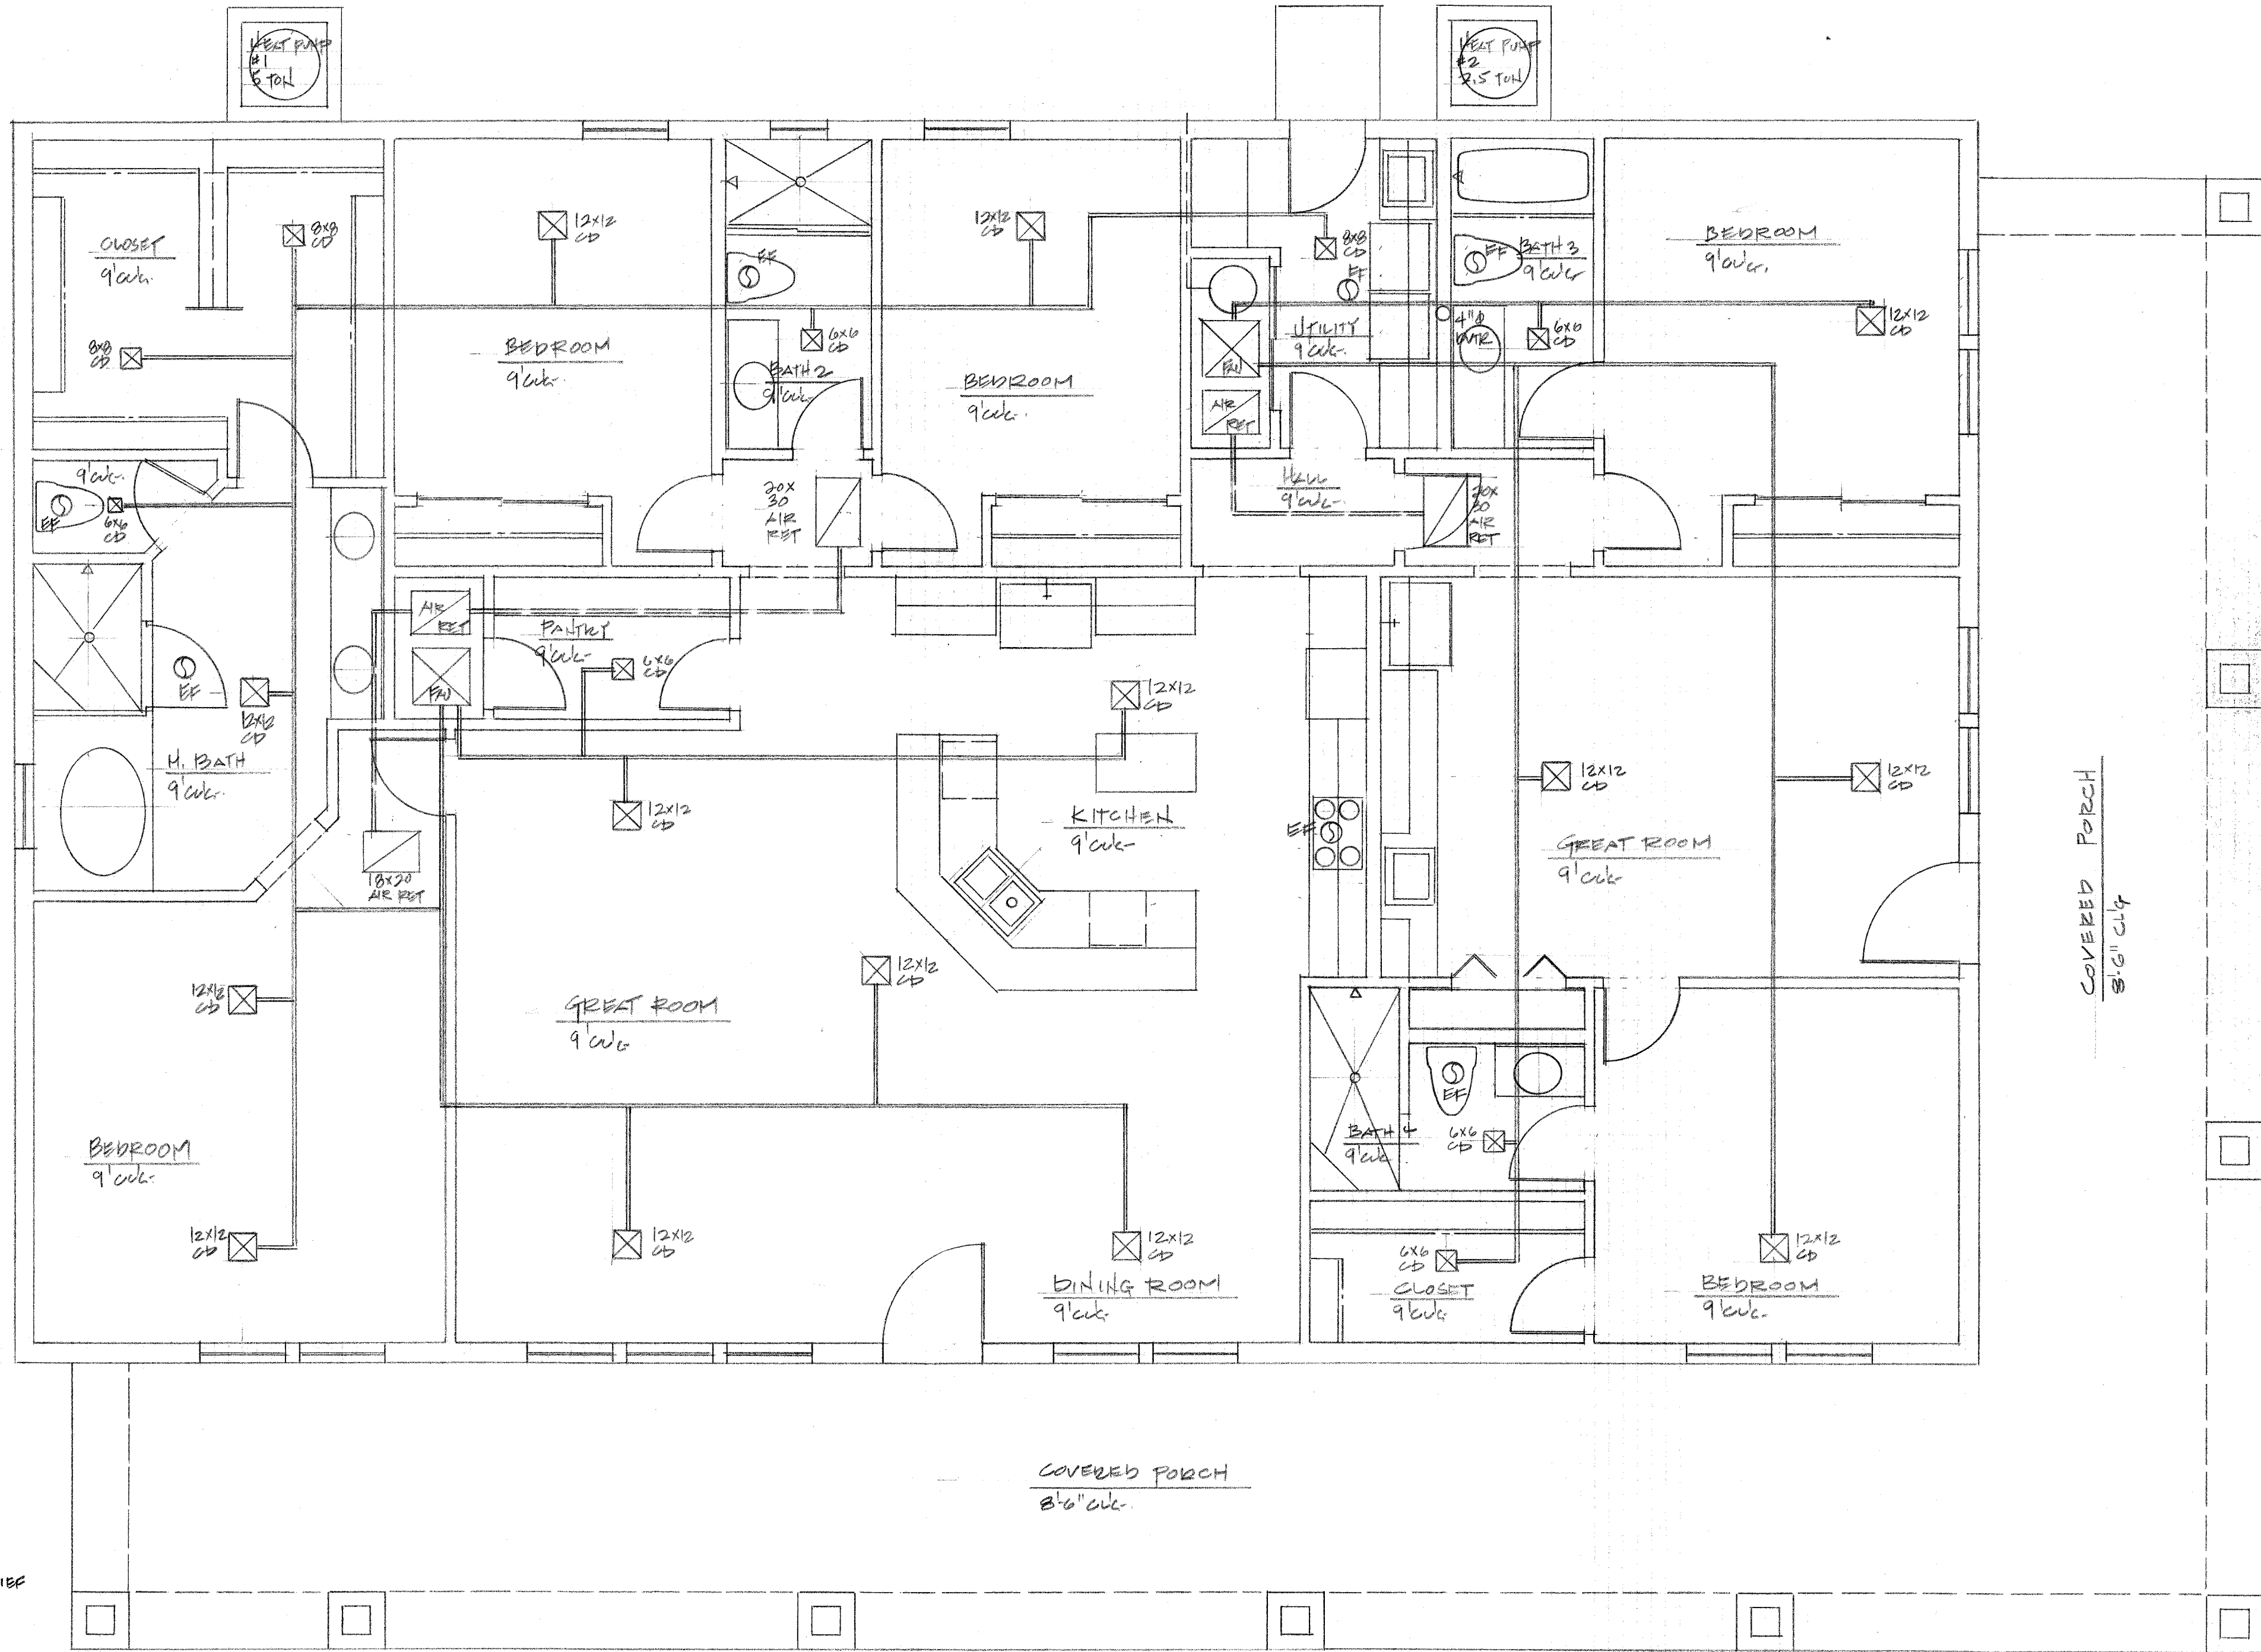 HEAT PUMP
#1
5 TON
HEAT PUMP
#2
2.5 TON
CLOSET
9' CLG.
8x8
CD
12x12
CD
EF
12x12
CD
8x8
CD
EF
EF
BATH 3
9' CLG
BEDROOM
9' CLG.
8x8
CD
BEDROOM
9' CLG.
6x6
CD
BATH 2
9' CLG.
BEDROOM
9' CLG.
UTILITY
9' CLG.
4"Ø
DVTR
6x6
CD
12x12
CD
FAU
AIR
RET
9' CLG.
EF
6x6
CD
20x
30
AIR
RET
HALL
9' CLG.
20x
30
AIR
RET
AIR
RET
FAU
PANTRY
9' CLG.
6x6
CD
EF
12x12
CD
12x12
CD
M. BATH
9' CLG.
12x12
CD
KITCHEN
9' CLG.
EF
12x12
CD
12x12
CD
GREAT ROOM
9' CLG.
18x20
AIR RET
COVERED PORCH
8'-6" CLG
12x12
CD
12x12
CD
GREAT ROOM
9' CLG
EF
BATH 4
9' CLG
6x6
CD
BEDROOM
9' CLG.
12x12
CD
12x12
CD
12x12
CD
DINING ROOM
9' CLG.
6x6
CD
CLOSET
9' CLG.
12x12
CD
BEDROOM
9' CLG.
COVERED PORCH
8'-6" CLG.
IEF